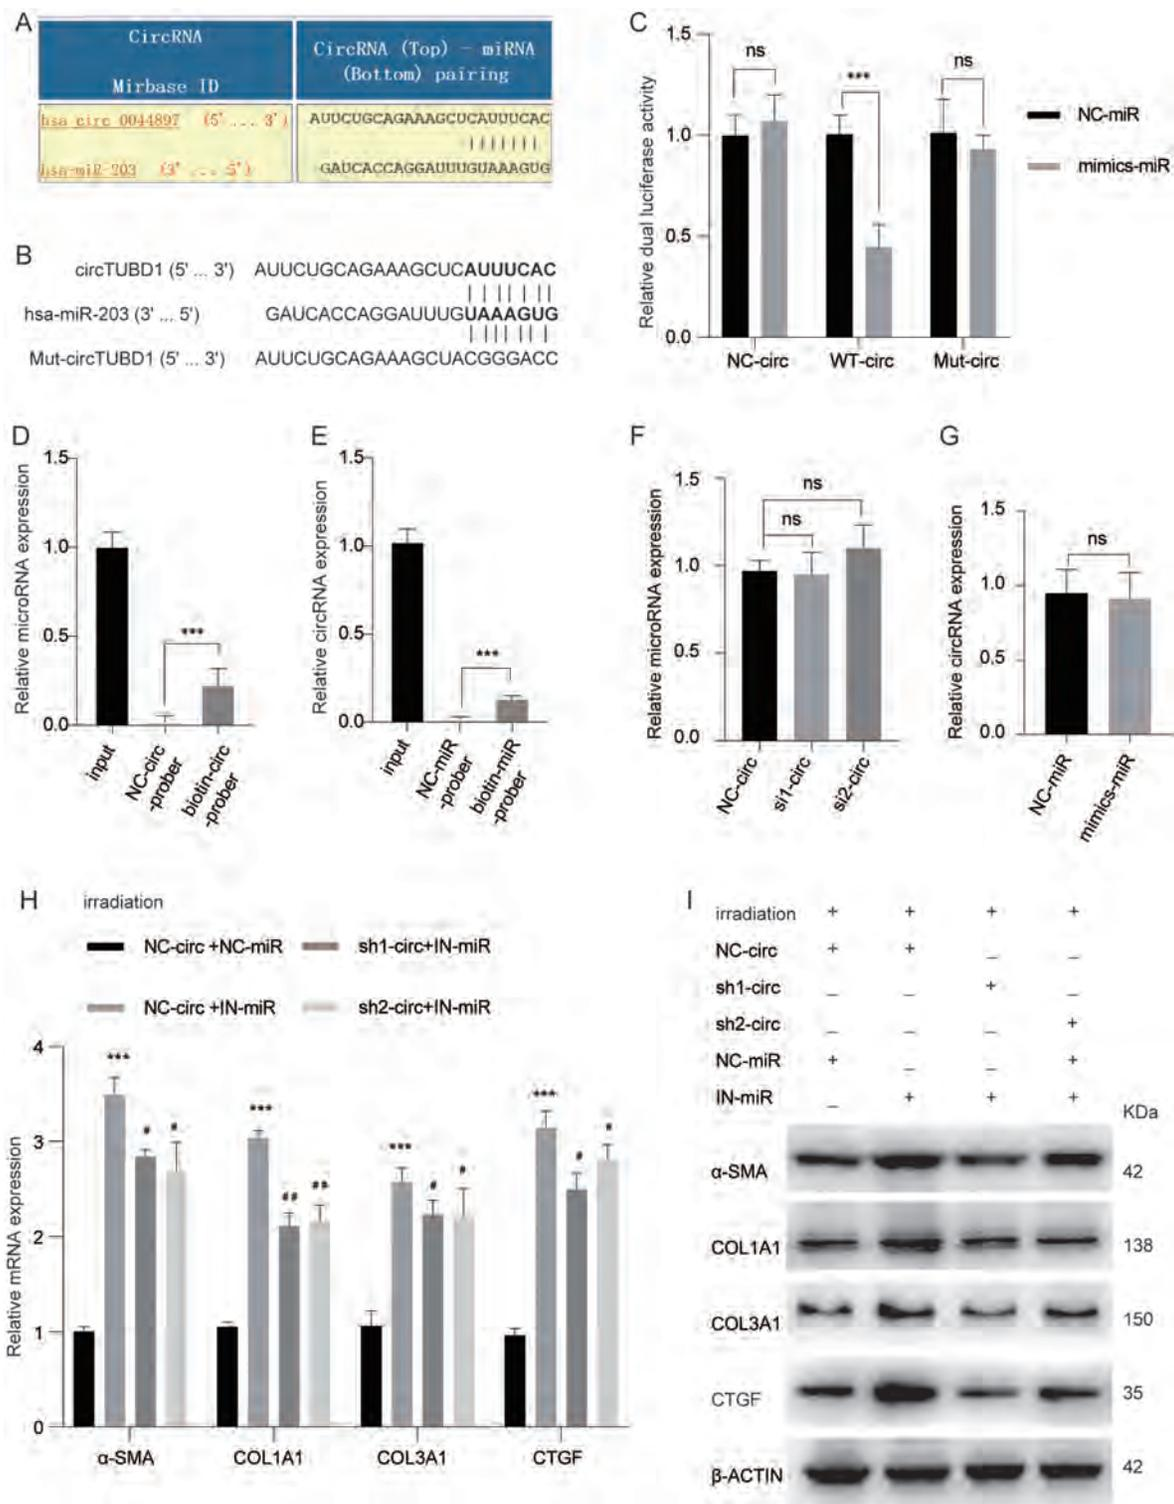 A
CircRNA
Mirbase ID
CircRNA (Top) - miRNA
(Bottom) pairing
hsa_circ_0044897 (5' ... 3')
AUUCUGCAGAAAGCUCAUUUCAC
hsa-miR-203 (3' ... 5')
GAUCACCAGGAUUUGUAAAGUG
B
circTUBD1 (5' ... 3') AUUCUGCAGAAAGCUCAUUUCAC
hsa-miR-203 (3' ... 5') GAUCACCAGGAUUUGUAAAGUG
Mut-circTUBD1 (5' ... 3') AUUCUGCAGAAAGCUACGGGACC
C
Relative dual luciferase activity
1.5
1.0
0.5
0.0
ns
***
ns
NC-circ
WT-circ
Mut-circ
NC-miR
mimics-miR
D
Relative microRNA expression
1.5
1.0
0.5
0.0
***
input
NC-circ
-prober
biotin-circ
-prober
E
Relative circRNA expression
1.5
1.0
0.5
0.0
***
input
NC-miR
-prober
biotin-miR
-prober
F
Relative microRNA expression
1.5
1.0
0.5
0.0
ns
ns
NC-circ
si1-circ
si2-circ
G
Relative circRNA expression
1.5
1.0
0.5
0.0
ns
NC-miR
mimics-miR
H
irradiation
NC-circ +NC-miR
sh1-circ+IN-miR
NC-circ +IN-miR
sh2-circ+IN-miR
Relative mRNA expression
4
3
2
1
0
*** # #
*** ## ##
*** # #
*** # #
α-SMA
COL1A1
COL3A1
CTGF
I
irradiation + + + +
NC-circ + + _ _
sh1-circ _ _ + _
sh2-circ _ _ _ +
NC-miR + _ _ +
IN-miR _ + + +
KDa
α-SMA 42
COL1A1 138
COL3A1 150
CTGF 35
β-ACTIN 42